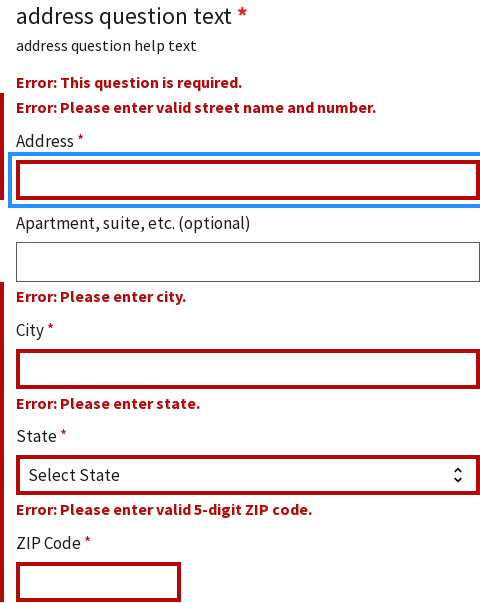 address question text *
address question help text
Error: This question is required.
Error: Please enter valid street name and number.
Address *
Apartment, suite, etc. (optional)
Error: Please enter city.
City *
Error: Please enter state.
State *
Select State
Error: Please enter valid 5-digit ZIP code.
ZIP Code *